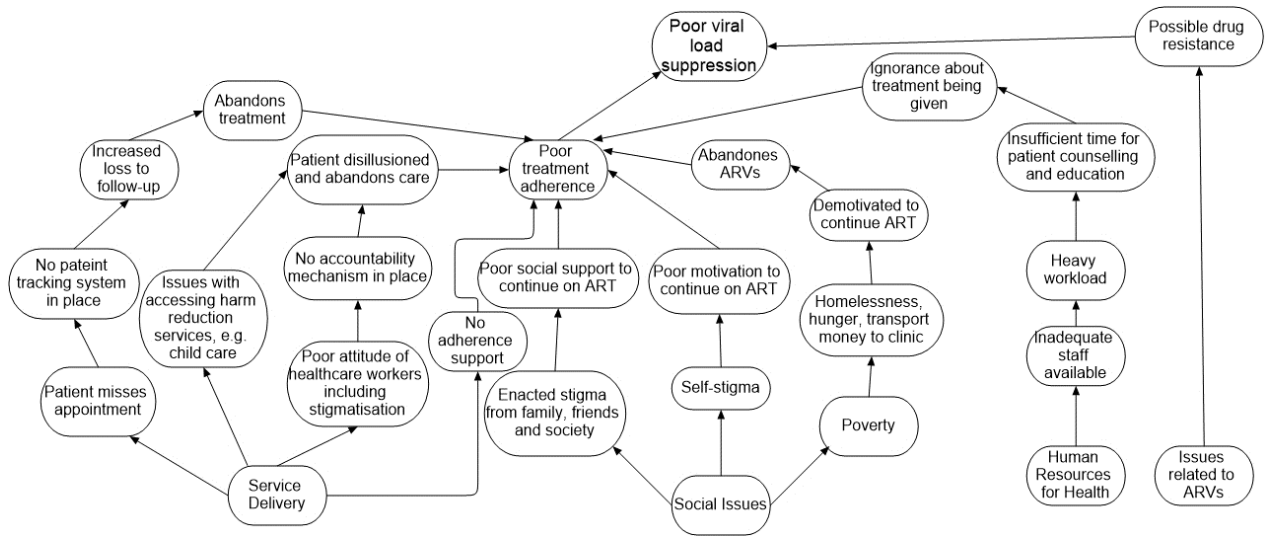 Poor viral
load
suppression
Possible drug
resistance
Ignorance about
treatment being
given
Abandons
treatment
Increased
loss to
follow-up
Patient disillusioned
and abandons care
Poor
treatment
adherence
Abandones
ARVs
Insufficient time for
patient counselling
and education
Demotivated to
continue ART
No pateint
tracking system
in place
Issues with
accessing harm
reduction
services, e.g.
child care
No accountability
mechanism in place
Poor social support to
continue on ART
Poor motivation to
continue on ART
Heavy
workload
Homelessness,
hunger, transport
money to clinic
No
adherence
support
Inadequate
staff
available
Patient misses
appointment
Poor attitude of
healthcare workers
including
stigmatisation
Enacted stigma
from family, friends
and society
Self-stigma
Poverty
Service
Delivery
Social Issues
Human
Resources
for Health
Issues
related to
ARVs